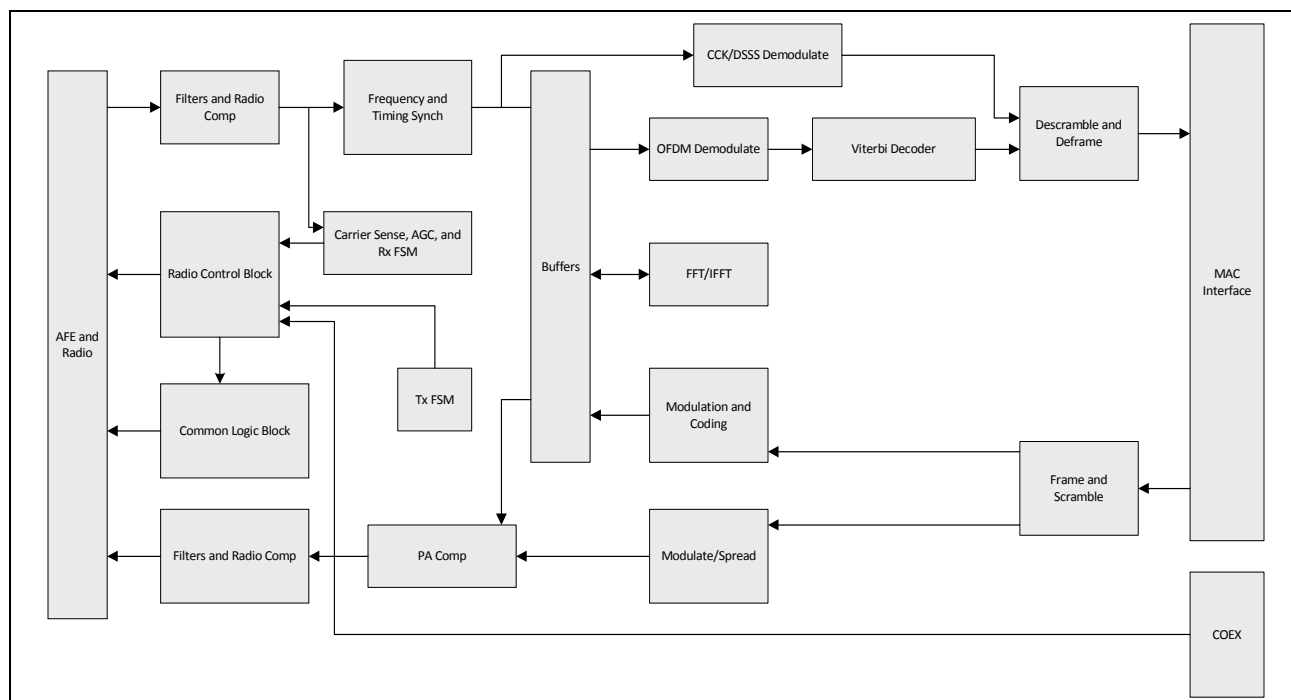 CCK/DSSS Demodulate
Filters and Radio
Comp
Frequency and
Timing Synch
Descramble and
Deframe
OFDM Demodulate
Viterbi Decoder
Carrier Sense, AGC, and
Rx FSM
Radio Control Block
Buffers
FFT/IFFT
MAC
Interface
AFE and
Radio
Tx FSM
Modulation and
Coding
Common Logic Block
Frame and
Scramble
Filters and Radio Comp
PA Comp
Modulate/Spread
COEX